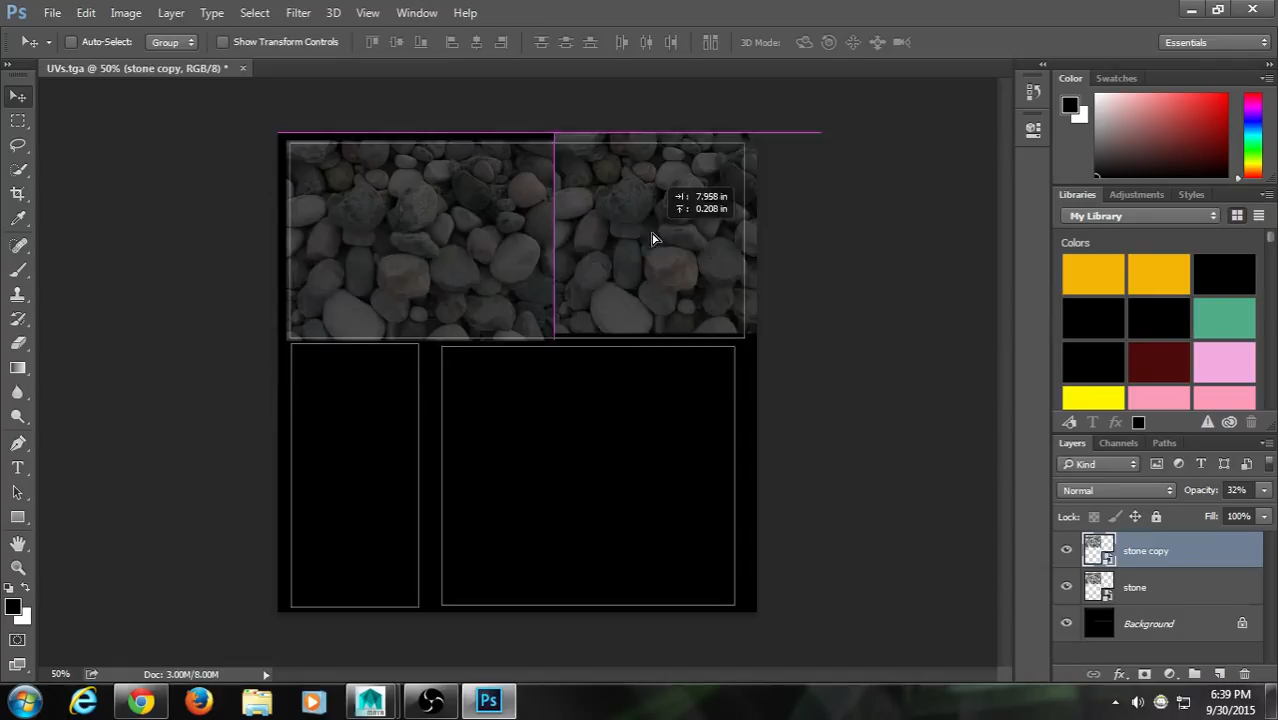 Ps File Edit Image Layer Type Select Filter 3D View Window Help
Auto-Select: Group Show Transform Controls 3D Mode: Essentials
UVs.tga @ 50% (stone copy, RGB/8) * ×
Color Swatches
Libraries Adjustments Styles
My Library
Colors
7.958 in
0.208 in
Layers Channels Paths
Kind
Normal Opacity: 32%
Lock: Fill: 100%
stone copy
stone
Background
50% Doc: 3.00M/8.00M
MAYA Ps
6:39 PM
9/30/2015